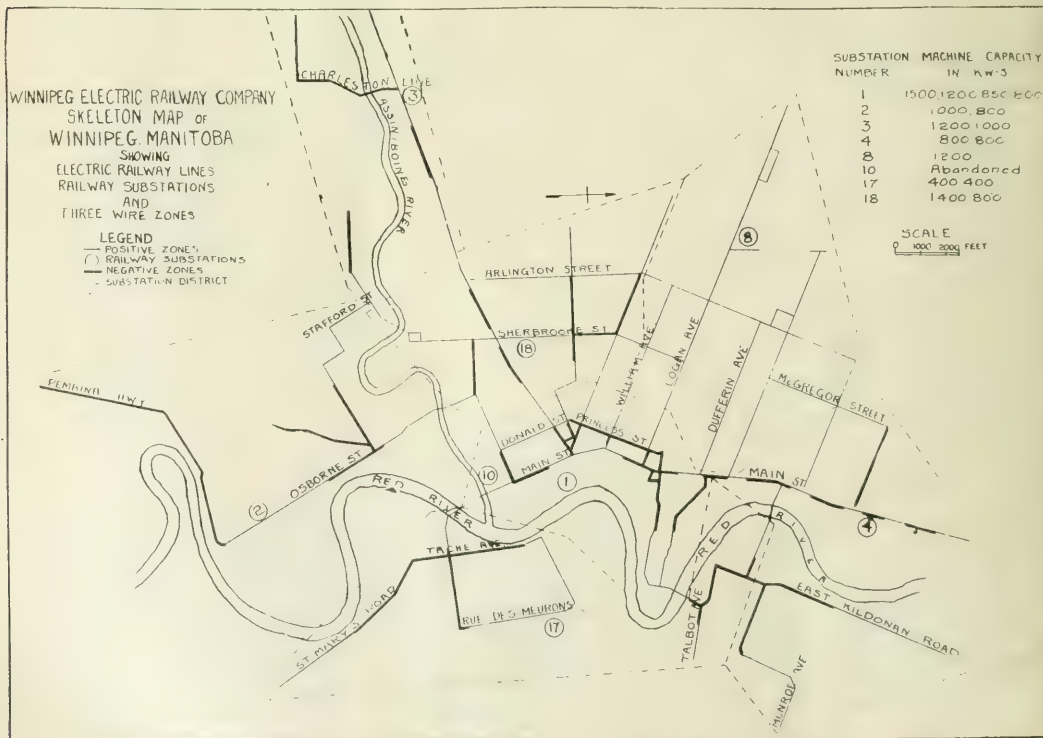 WINNIPEG ELECTRIC RAILWAY COMPANY
SKELETON MAP OF
WINNIPEG. MANITOBA
SHOWING
ELECTRIC RAILWAY LINES
RAILWAY SUBSTATIONS
AND
THREE WIRE ZONES
LEGEND
POSITIVE ZONES
RAILWAY SUBSTATIONS
NEGATIVE ZONES
SUBSTATION DISTRICT
SUBSTATION MACHINE CAPACITY
NUMBER IN KW-S
1 1500, 1200 850
2 1000, 800
3 1200 1000
4 800 800
8 1200
10 Abandoned
17 400 400
18 1400 800
SCALE
0 1000 2000 FEET
CHARLESTON LINE
3
ASSINIBOINE RIVER
8
ARLINGTON STREET
STAFFORD ST
SHERBROOKE ST
18
WILLIAM AVE
LOGAN AVE
DUFFERIN AVE
McGREGOR STREET
PEMBINA HWY
DONALD ST
PRINCESS ST
MAIN ST
MAIN ST
OSBORNE ST
10
1
2
RED RIVER
RED RIVER
4
TACHE AVE
ST MARY'S ROAD
RUE DES MEURONS
17
TALBOT AVE
EAST KILDONAN ROAD
MUNROE AVE